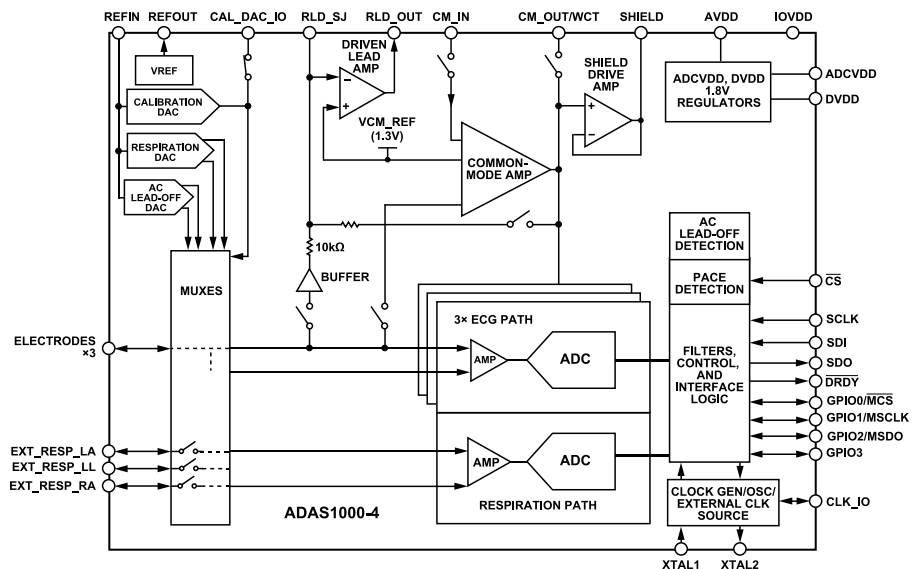 REFIN REFOUT CAL_DAC_IO RLD_SJ RLD_OUT CM_IN CM_OUT/WCT SHIELD AVDD IOVDD
VREF
DRIVEN
LEAD
AMP
SHIELD
DRIVE
AMP
ADCVDD, DVDD
1.8V
REGULATORS
ADCVDD
DVDD
CALIBRATION
DAC
RESPIRATION
DAC
AC
LEAD-OFF
DAC
VCM_REF
(1.3V)
COMMON-
MODE AMP
– + + –
10kΩ
BUFFER
MUXES
AC
LEAD-OFF
DETECTION
PACE
DETECTION
FILTERS,
CONTROL,
AND
INTERFACE
LOGIC
3× ECG PATH
AMP
ADC
ELECTRODES
×3
EXT_RESP_LA
EXT_RESP_LL
EXT_RESP_RA
AMP
ADC
RESPIRATION PATH
ADAS1000-4
CS
SCLK
SDI
SDO
DRDY
GPIO0/MCS
GPIO1/MSCLK
GPIO2/MSDO
GPIO3
CLOCK GEN/OSC/
EXTERNAL CLK
SOURCE
CLK_IO
XTAL1 XTAL2